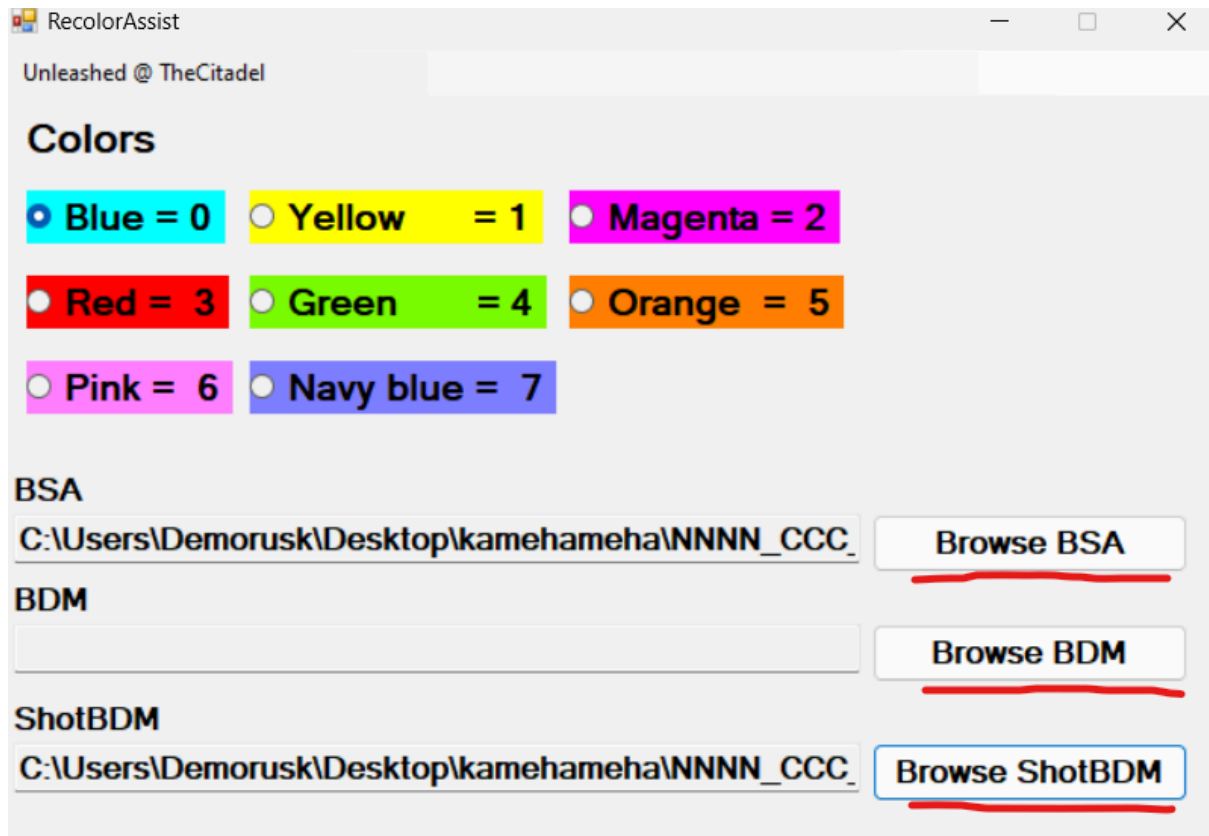 RecolorAssist
Unleashed @ TheCitadel
Colors
Blue = 0 Yellow = 1 Magenta = 2
Red = 3 Green = 4 Orange = 5
Pink = 6 Navy blue = 7
BSA
C:\Users\Demorusk\Desktop\kamehameha\NNNN_CCC_ Browse BSA
BDM
Browse BDM
ShotBDM
C:\Users\Demorusk\Desktop\kamehameha\NNNN_CCC_ Browse ShotBDM